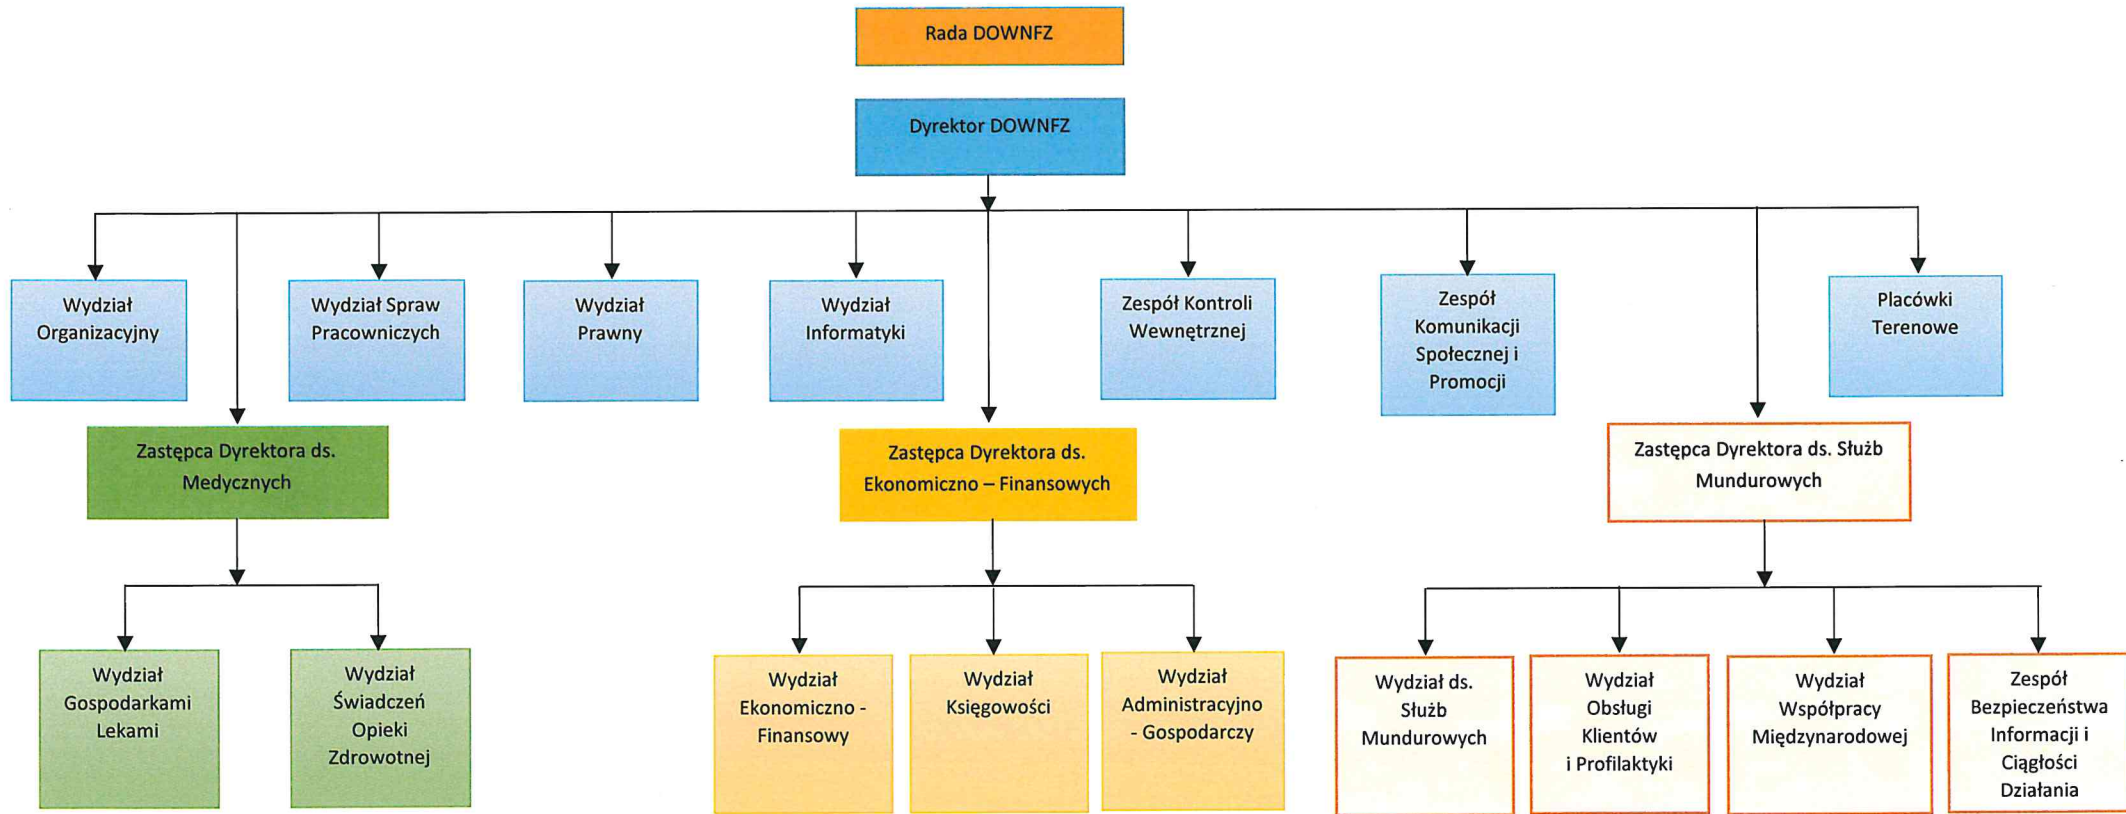 Rada DOWNFZ
Dyrektor DOWNFZ
Wydział
Organizacyjny
Wydział Spraw
Pracowniczych
Wydział
Prawny
Wydział
Informatyki
Zespół Kontroli
Wewnętrznej
Zespół
Komunikacji
Społecznej i
Promocji
Placówki
Terenowe
Zastępca Dyrektora ds.
Medycznych
Zastępca Dyrektora ds.
Ekonomiczno – Finansowych
Zastępca Dyrektora ds. Służb
Mundurowych
Wydział
Gospodarkami
Lekami
Wydział
Świadczeń
Opieki
Zdrowotnej
Wydział
Ekonomiczno -
Finansowy
Wydział
Księgowości
Wydział
Administracyjno
- Gospodarczy
Wydział ds.
Służb
Mundurowych
Wydział
Obsługi
Klientów
i Profilaktyki
Wydział
Współpracy
Międzynarodowej
Zespół
Bezpieczeństwa
Informacji i
Ciągłości
Działania